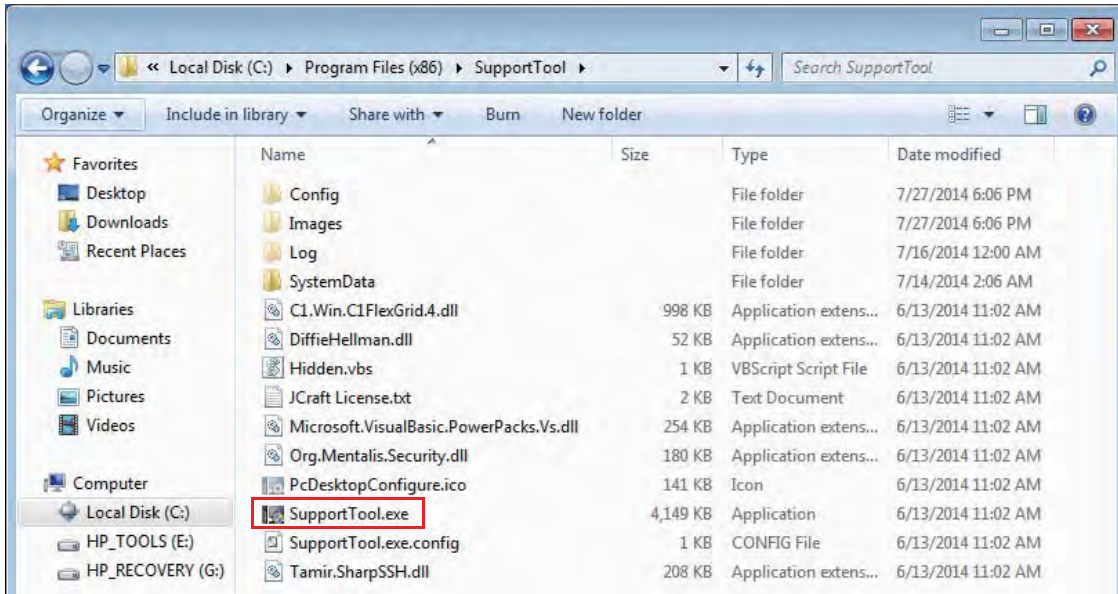 « Local Disk (C:) ▸ Program Files (x86) ▸ SupportTool ▸ Search SupportTool
Organize ▾ Include in library ▾ Share with ▾ Burn New folder
Name Size Type Date modified
Favorites
Desktop
Downloads
Recent Places
Libraries
Documents
Music
Pictures
Videos
Computer
Local Disk (C:)
HP_TOOLS (E:)
HP_RECOVERY (G:)
Config File folder 7/27/2014 6:06 PM
Images File folder 7/27/2014 6:06 PM
Log File folder 7/16/2014 12:00 AM
SystemData File folder 7/14/2014 2:06 AM
C1.Win.C1FlexGrid.4.dll 998 KB Application extens... 6/13/2014 11:02 AM
DiffieHellman.dll 52 KB Application extens... 6/13/2014 11:02 AM
Hidden.vbs 1 KB VBScript Script File 6/13/2014 11:02 AM
JCraft License.txt 2 KB Text Document 6/13/2014 11:02 AM
Microsoft.VisualBasic.PowerPacks.Vs.dll 254 KB Application extens... 6/13/2014 11:02 AM
Org.Mentalis.Security.dll 180 KB Application extens... 6/13/2014 11:02 AM
PcDesktopConfigure.ico 141 KB Icon 6/13/2014 11:02 AM
SupportTool.exe 4,149 KB Application 6/13/2014 11:02 AM
SupportTool.exe.config 1 KB CONFIG File 6/13/2014 11:02 AM
Tamir.SharpSSH.dll 208 KB Application extens... 6/13/2014 11:02 AM